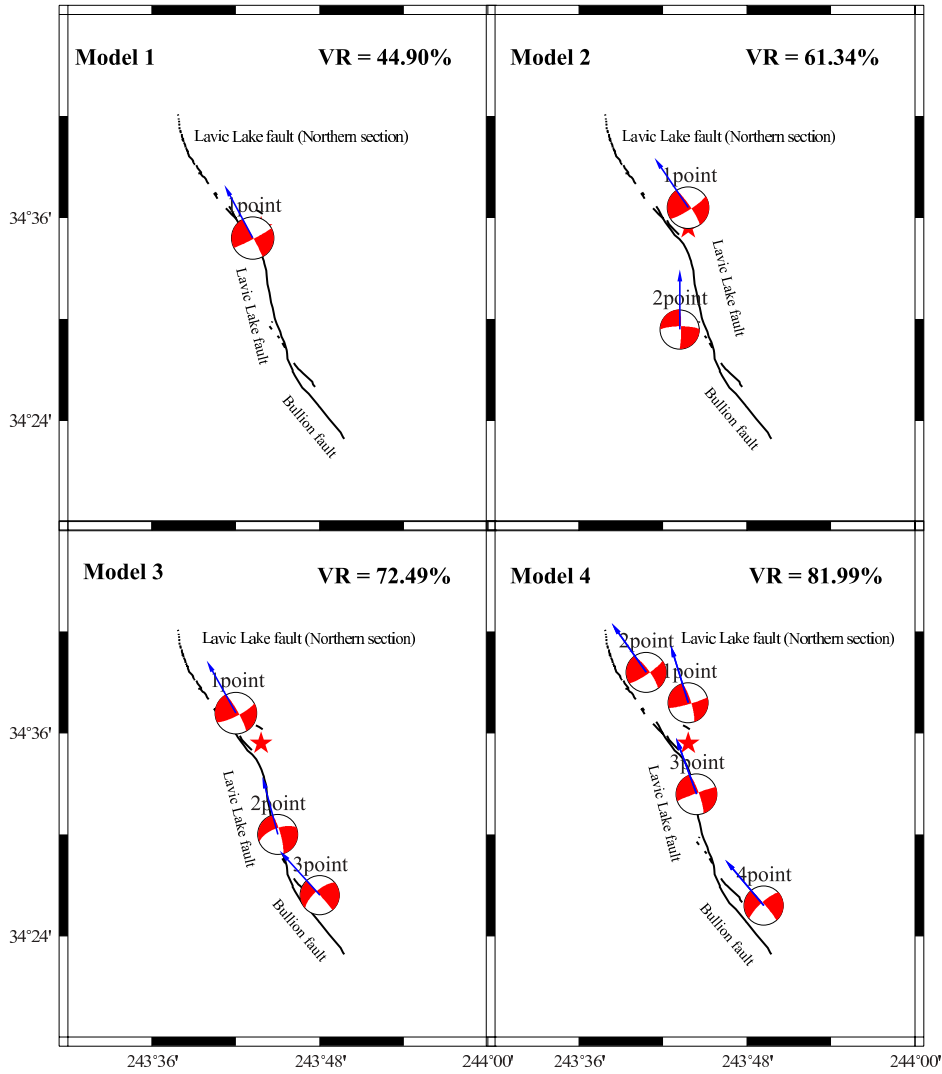 Model 1
VR = 44.90%
Lavic Lake fault (Northern section)
1point
Lavic Lake fault
Bullion fault
34°36'
34°24'
Model 2
VR = 61.34%
Lavic Lake fault (Northern section)
1point
Lavic Lake fault
2point
Bullion fault
Model 3
VR = 72.49%
Lavic Lake fault (Northern section)
1point
Lavic Lake fault
2point
3point
Bullion fault
34°36'
34°24'
243°36'
243°48'
244°00'
Model 4
VR = 81.99%
Lavic Lake fault (Northern section)
2point
1point
3point
Lavic Lake fault
4point
Bullion fault
243°36'
243°48'
244°00'